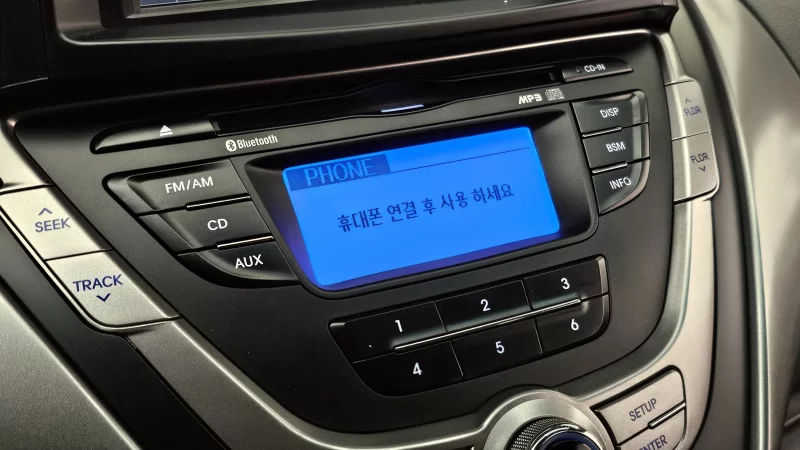 CD-IN
MP3
Bluetooth
DISP
BSM
INFO
FLDR
FLDR
FM/AM
CD
AUX
SEEK
TRACK
PHONE
휴대폰 연결 후 사용 하세요
1 2 3
4 5 6
SETUP
ENTER